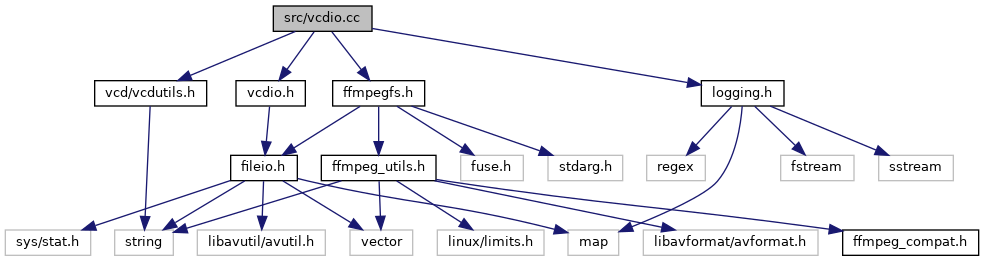 src/vcdio.cc
vcd/vcdutils.h
vcdio.h
ffmpegfs.h
logging.h
fileio.h
ffmpeg_utils.h
fuse.h
stdarg.h
regex
fstream
sstream
sys/stat.h
string
libavutil/avutil.h
vector
linux/limits.h
map
libavformat/avformat.h
ffmpeg_compat.h